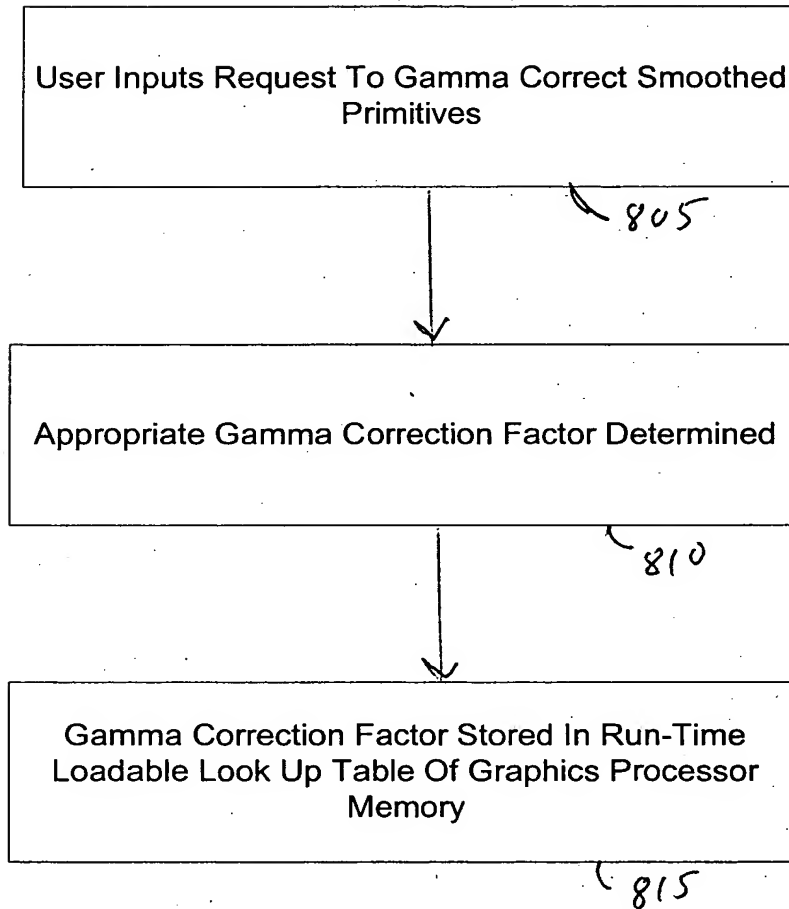 User Inputs Request To Gamma Correct Smoothed
Primitives
805
Appropriate Gamma Correction Factor Determined
810
Gamma Correction Factor Stored In Run-Time
Loadable Look Up Table Of Graphics Processor
Memory
815